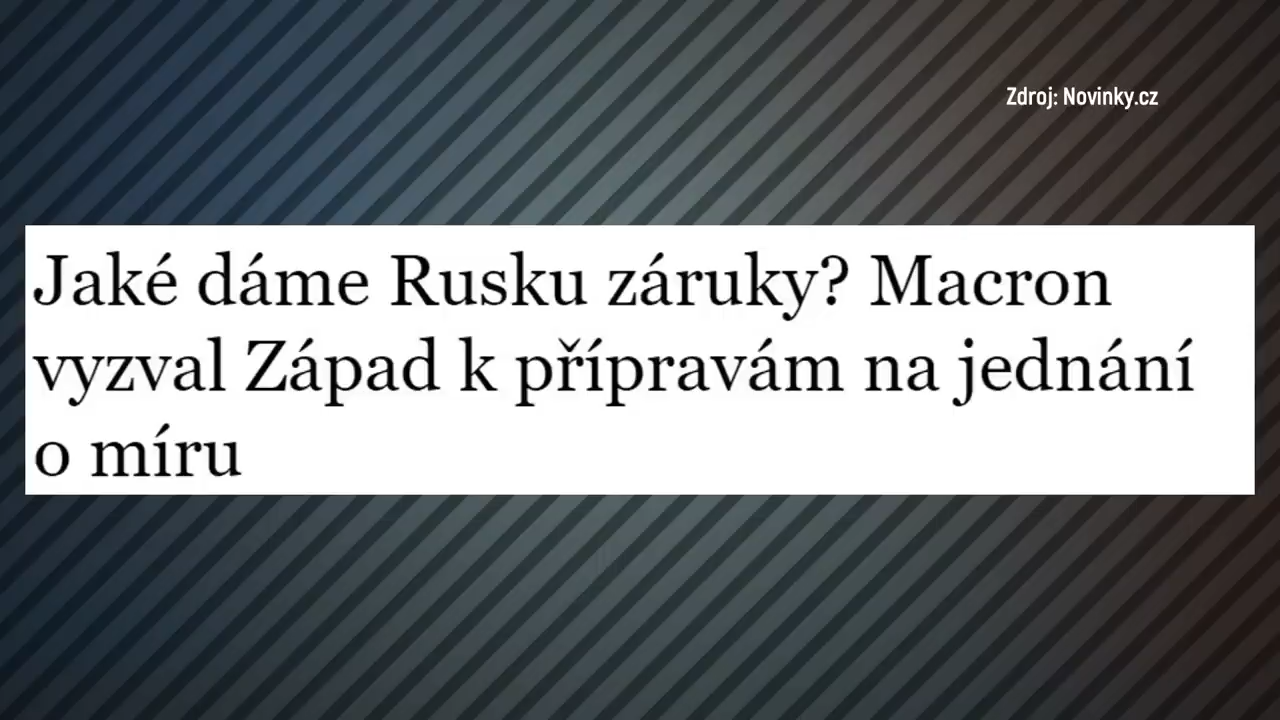 Zdroj: Novinky.cz
Jaké dáme Rusku záruky? Macron
vyzval Západ k přípravám na jednání
o míru